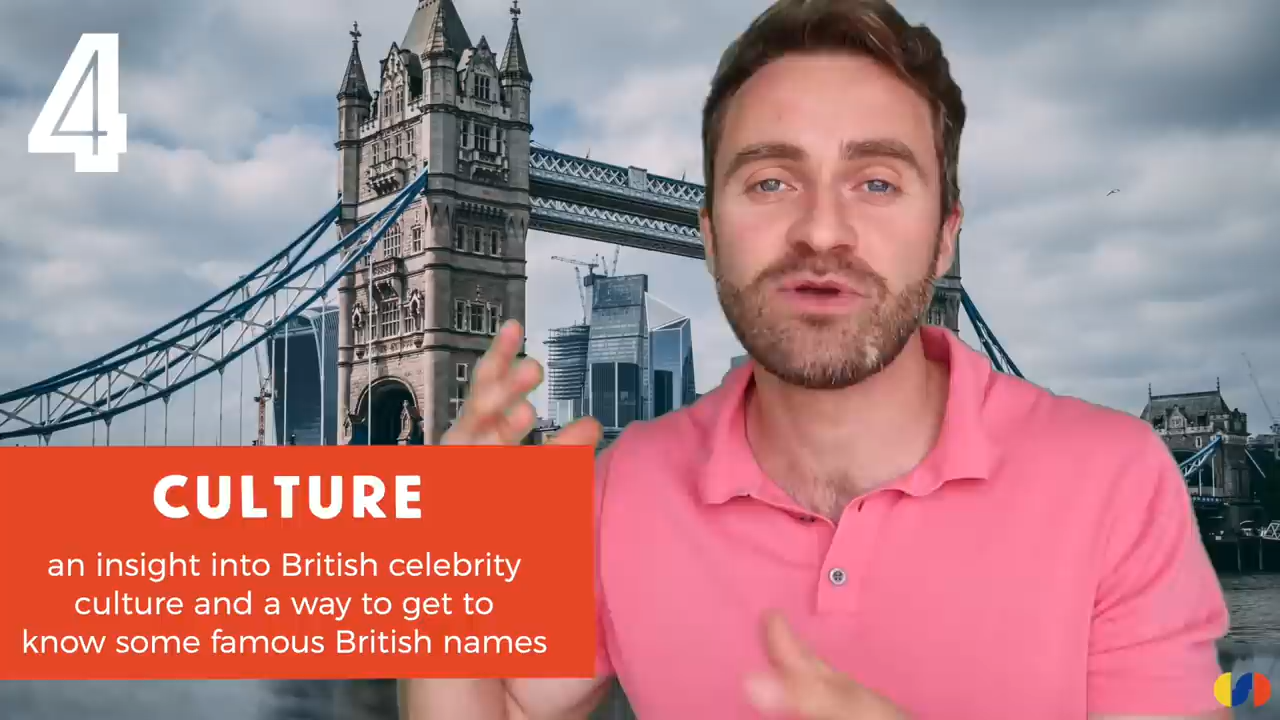 4
CULTURE
an insight into British celebrity
culture and a way to get to
know some famous British names